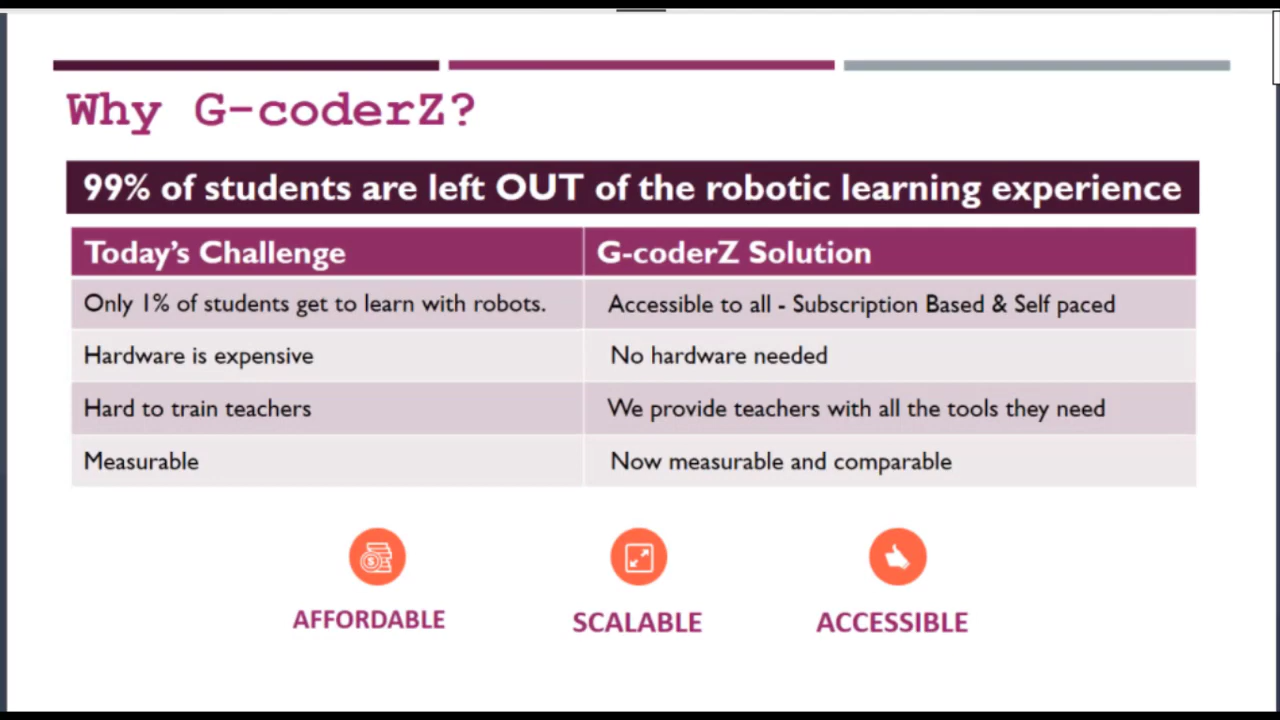 Why G-coderZ?
99% of students are left OUT of the robotic learning experience
Today's Challenge
G-coderZ Solution
Only 1% of students get to learn with robots.
Accessible to all - Subscription Based & Self paced
Hardware is expensive
No hardware needed
Hard to train teachers
We provide teachers with all the tools they need
Measurable
Now measurable and comparable
AFFORDABLE
SCALABLE
ACCESSIBLE